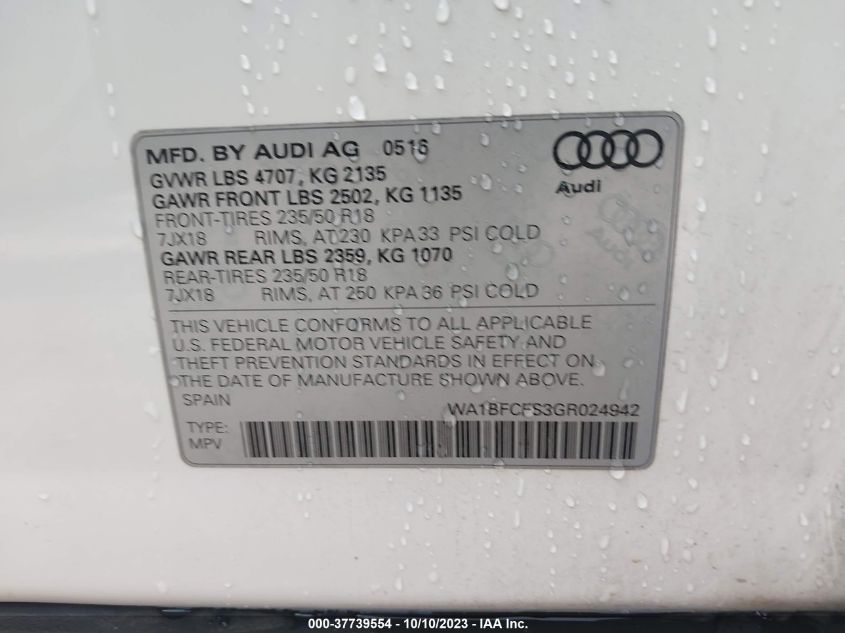 MFD. BY AUDI AG 0516
GVWR LBS 4707, KG 2135
GAWR FRONT LBS 2502, KG 1135
FRONT-TIRES 235/50 R18
7JX18 RIMS, AT 230 KPA 33 PSI COLD
GAWR REAR LBS 2359, KG 1070
REAR-TIRES 235/50 R18
7JX18 RIMS, AT 250 KPA 36 PSI COLD
Audi
Audi
THIS VEHICLE CONFORMS TO ALL APPLICABLE
U.S. FEDERAL MOTOR VEHICLE SAFETY AND
THEFT PREVENTION STANDARDS IN EFFECT ON
THE DATE OF MANUFACTURE SHOWN ABOVE.
SPAIN
WA1BFCFS3GR024942
TYPE:
MPV
000-37739554 - 10/10/2023 - IAA Inc.